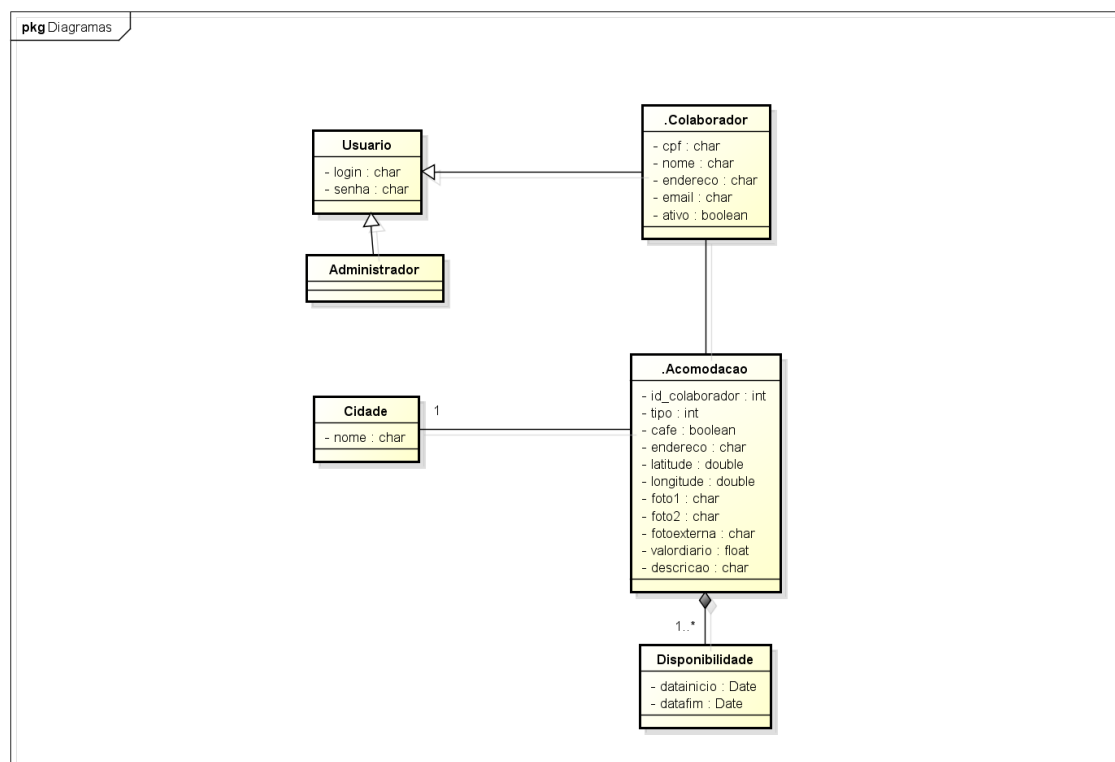 pkg Diagramas
Usuario
- login : char
- senha : char
.Colaborador
- cpf : char
- nome : char
- endereco : char
- email : char
- ativo : boolean
Administrador
Cidade
- nome : char
1
.Acomodacao
- id_colaborador : int
- tipo : int
- cafe : boolean
- endereco : char
- latitude : double
- longitude : double
- foto1 : char
- foto2 : char
- fotoexterna : char
- valordiario : float
- descricao : char
1..*
Disponibilidade
- datainicio : Date
- datafim : Date